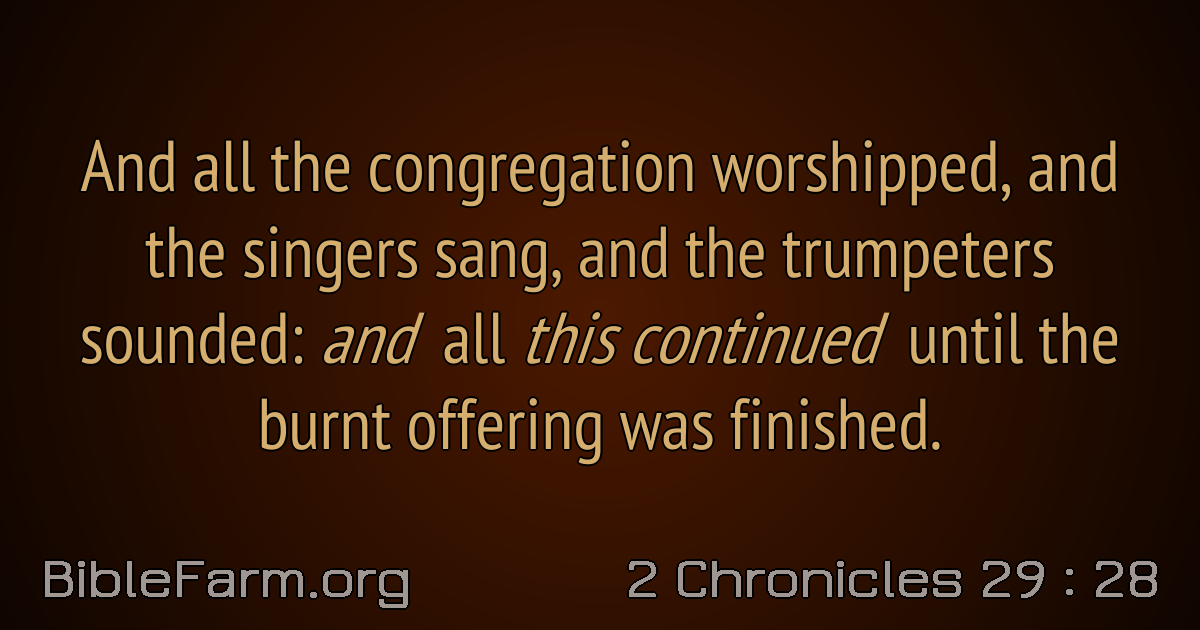 And all the congregation worshipped, and
the singers sang, and the trumpeters
sounded: and all this continued until the
burnt offering was finished.
BibleFarm.org
2 Chronicles 29 : 28